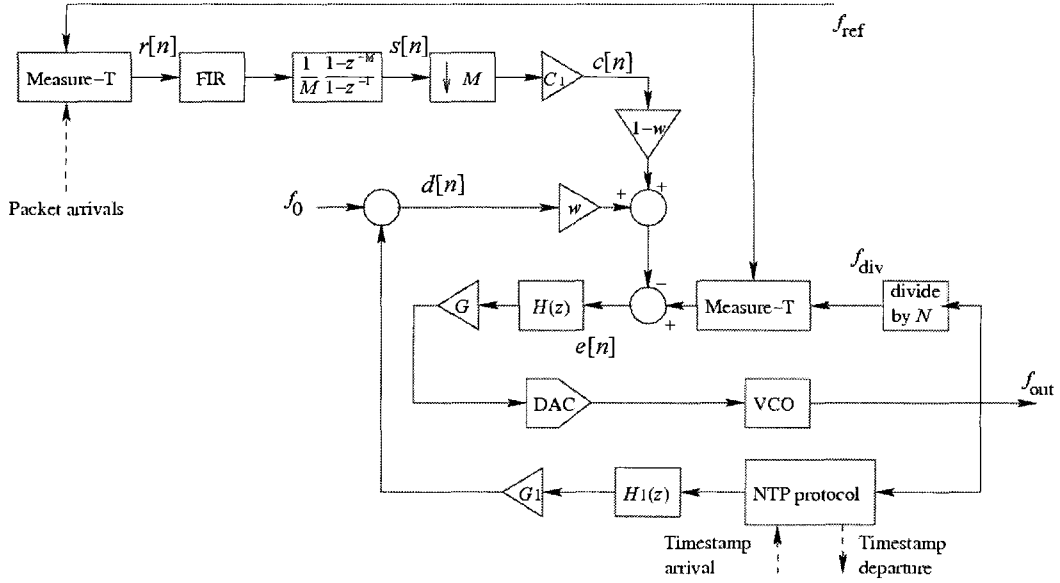 f_ref
r[n]
s[n]
c[n]
Measure-T
FIR
1/M 1-z^-M/1-z^-1
↓ M
C1
1-w
Packet arrivals
f_0
d[n]
w
+
+
f_div
G
H(z)
-
+
Measure-T
divide
by N
e[n]
f_out
DAC
VCO
G1
H1(z)
NTP protocol
Timestamp
arrival
Timestamp
departure